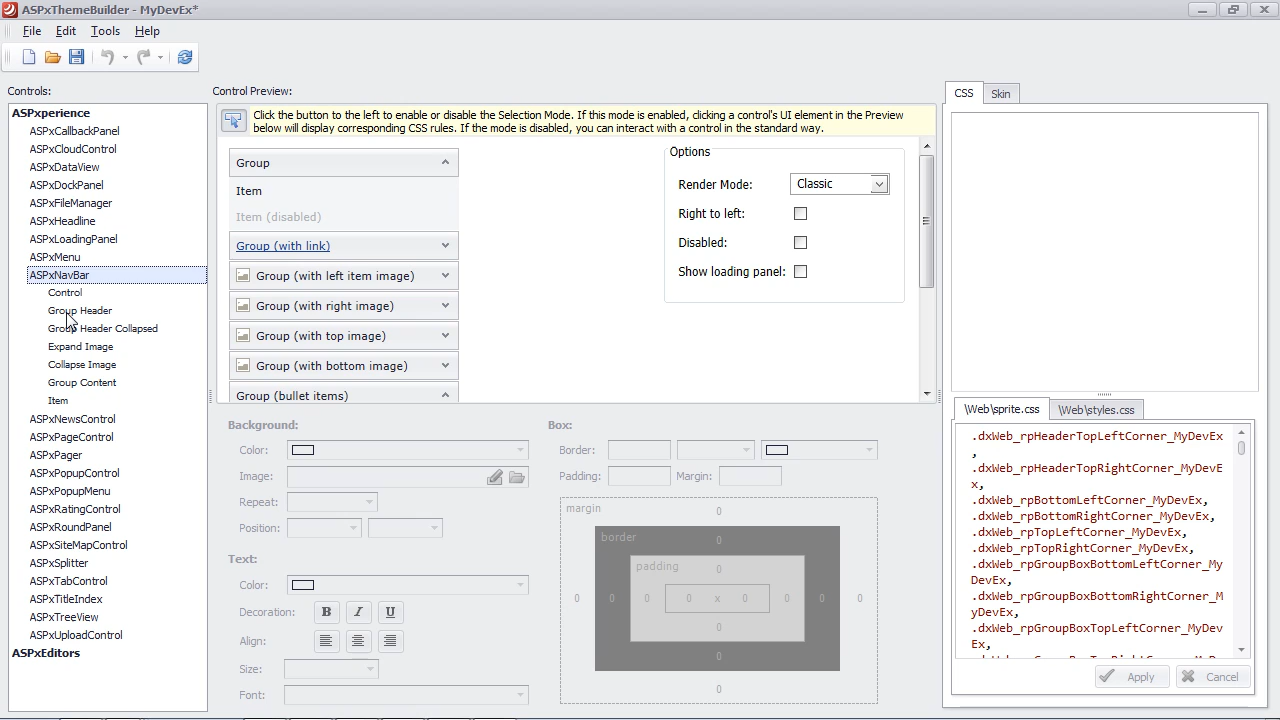 ASPxThemeBuilder - MyDevEx*
File Edit Tools Help
Controls:
ASPxperience
ASPxCallbackPanel
ASPxCloudControl
ASPxDataView
ASPxDockPanel
ASPxFileManager
ASPxHeadline
ASPxLoadingPanel
ASPxMenu
ASPxNavBar
Control
Group Header
Group Header Collapsed
Expand Image
Collapse Image
Group Content
Item
ASPxNewsControl
ASPxPageControl
ASPxPager
ASPxPopupControl
ASPxPopupMenu
ASPxRatingControl
ASPxRoundPanel
ASPxSiteMapControl
ASPxSplitter
ASPxTabControl
ASPxTitleIndex
ASPxTreeView
ASPxUploadControl
ASPxEditors
Control Preview:
Click the button to the left to enable or disable the Selection Mode. If this mode is enabled, clicking a control's UI element in the Preview
below will display corresponding CSS rules. If the mode is disabled, you can interact with a control in the standard way.
Group
Item
Item (disabled)
Group (with link)
Group (with left item image)
Group (with right image)
Group (with top image)
Group (with bottom image)
Group (bullet items)
Options
Render Mode: Classic
Right to left:
Disabled:
Show loading panel:
Background:
Color:
Image:
Repeat:
Position:
Text:
Color:
Decoration: B I U
Align:
Size:
Font:
Box:
Border:
Padding: Margin:
margin 0
border 0
padding 0
0 0 0 0 x 0 0 0 0
0
0
0
CSS Skin
\Web\sprite.css \Web\styles.css
.dxWeb_rpHeaderTopLeftCorner_MyDevEx
,
.dxWeb_rpHeaderTopRightCorner_MyDevE
x,
.dxWeb_rpBottomLeftCorner_MyDevEx,
.dxWeb_rpBottomRightCorner_MyDevEx,
.dxWeb_rpTopLeftCorner_MyDevEx,
.dxWeb_rpTopRightCorner_MyDevEx,
.dxWeb_rpGroupBoxBottomLeftCorner_My
DevEx,
.dxWeb_rpGroupBoxBottomRightCorner_M
yDevEx,
.dxWeb_rpGroupBoxTopLeftCorner_MyDev
Ex,
Apply Cancel